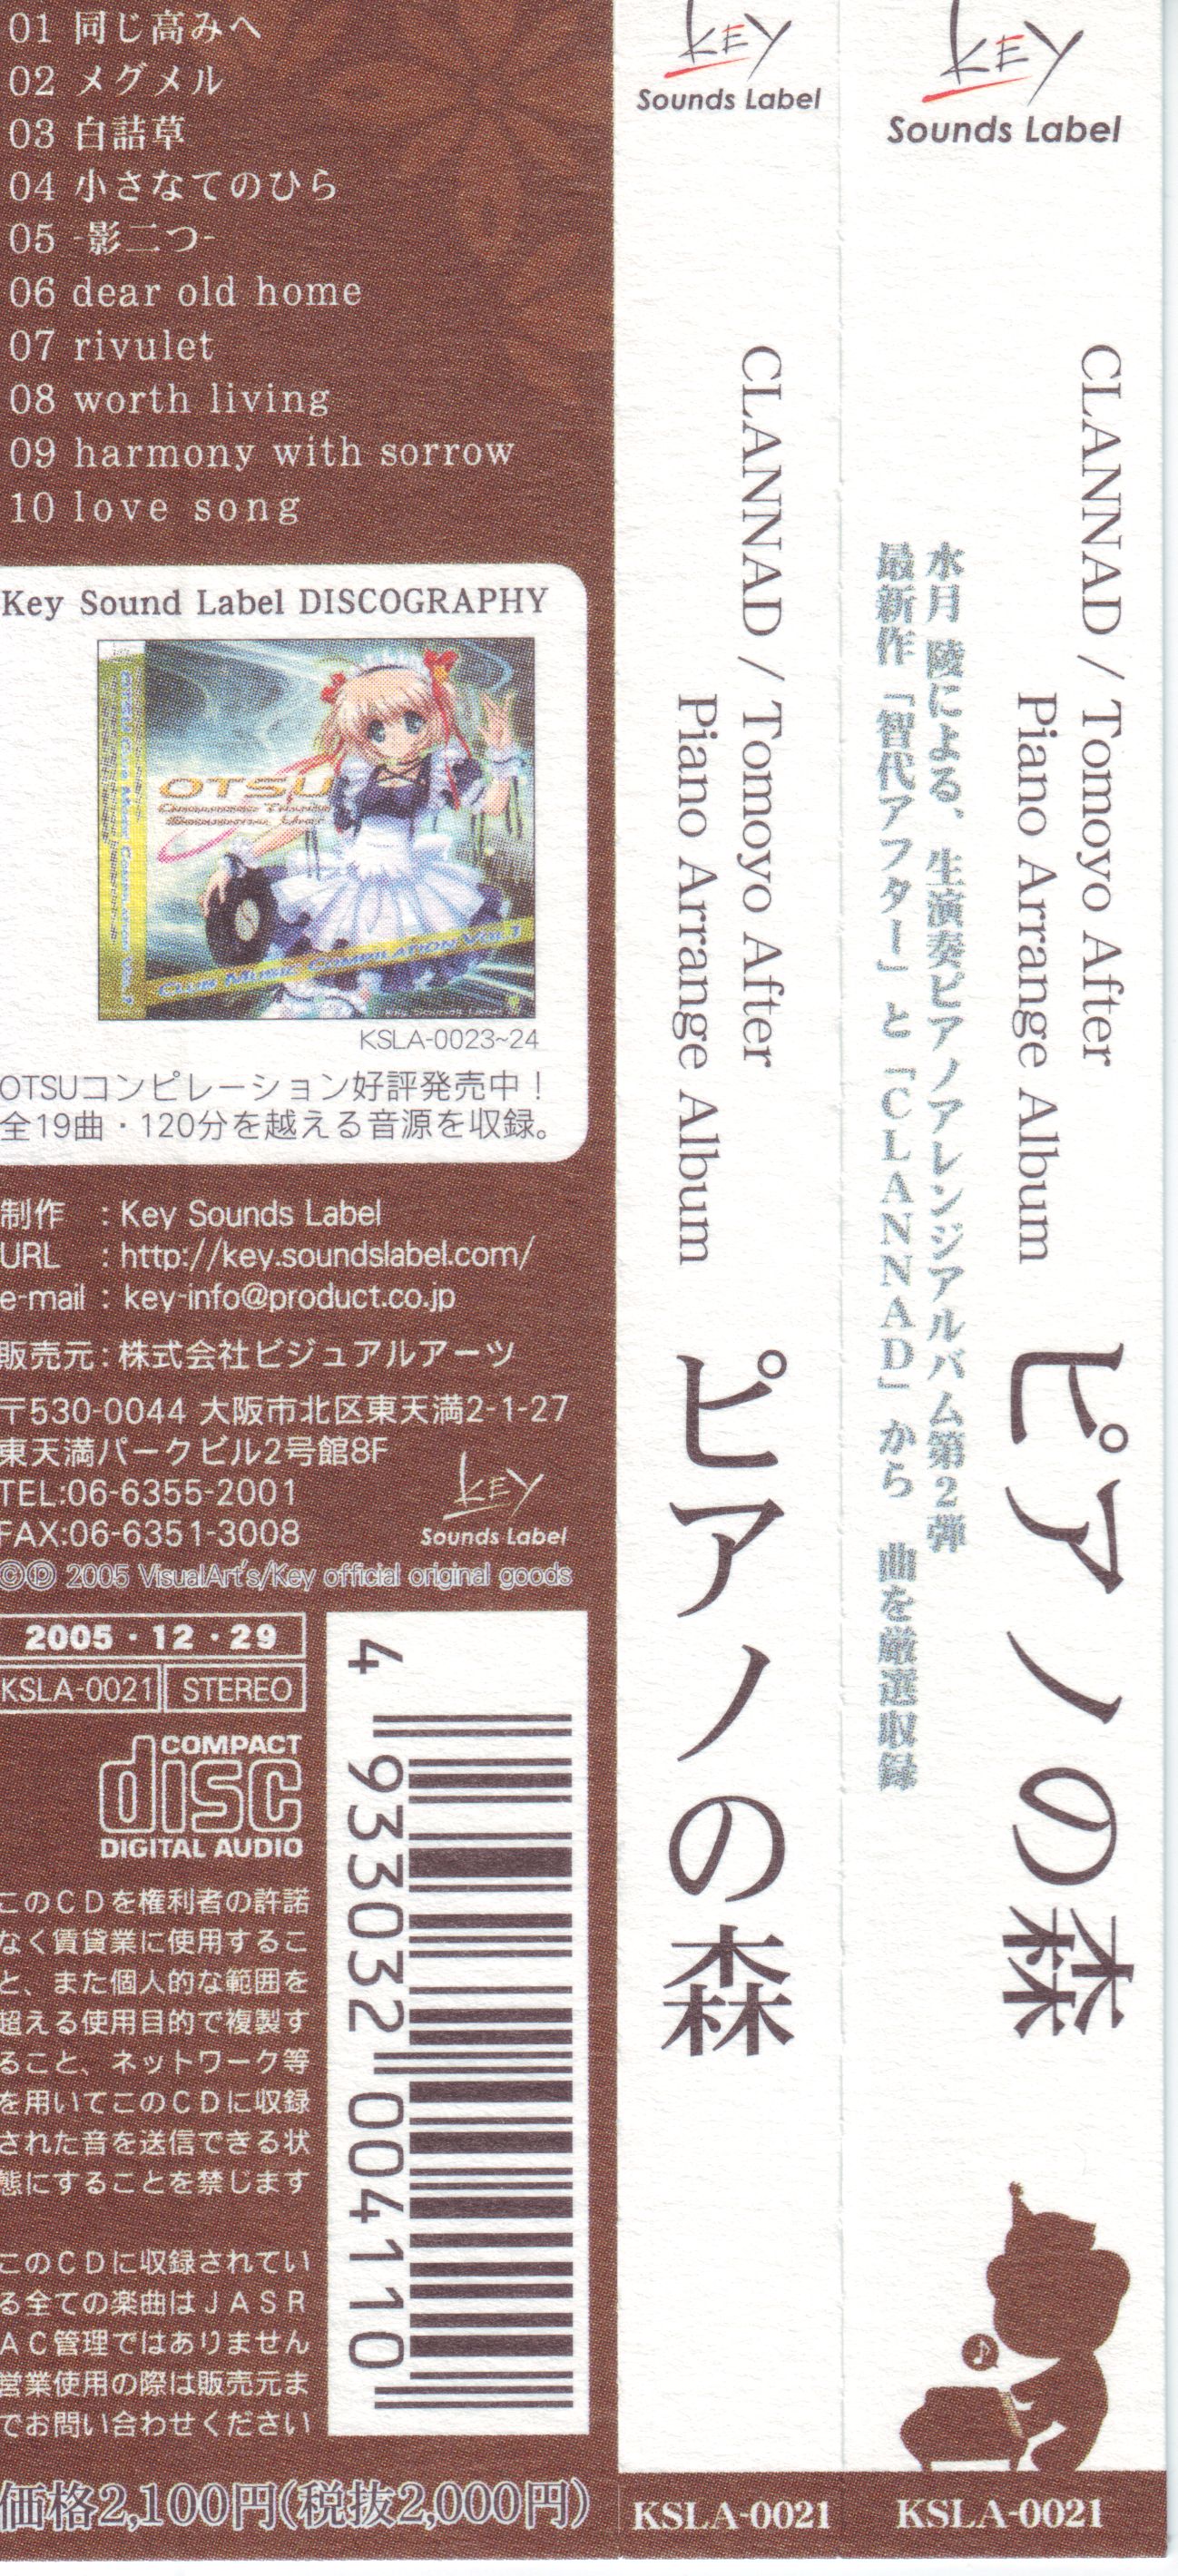 01 同じ高みへ
02 メグメル
03 白詰草
04 小さなてのひら
05 -影二つ-
06 dear old home
07 rivulet
08 worth living
09 harmony with sorrow
10 love song
Key Sound Label DISCOGRAPHY
OTSU
CLUB MUSIC COMPILATION VOL.1
KSLA-0023~24
OTSUコンピレーション好評発売中！
全19曲・120分を越える音源を収録。
制作 : Key Sounds Label
URL : http://key.soundslabel.com/
e-mail : key-info@product.co.jp
販売元 : 株式会社ビジュアルアーツ
〒530-0044 大阪市北区東天満2-1-27
東天満パークビル2号館8F
TEL:06-6355-2001
FAX:06-6351-3008
KEY
Sounds Label
©℗ 2005 VisualArt's/Key official original goods
2005・12・29
KSLA-0021 STEREO
COMPACT
disc
DIGITAL AUDIO
このCDを権利者の許諾
なく賃貸業に使用するこ
と、また個人的な範囲を
超える使用目的で複製す
ること、ネットワーク等
を用いてこのCDに収録
された音を送信できる状
態にすることを禁じます
このCDに収録されてい
る全ての楽曲はJASR
AC管理ではありません
営業使用の際は販売元ま
でお問い合わせください
4 933032 004110
価格2,100円(税抜2,000円)
KEY
Sounds Label
CLANNAD / Tomoyo After
Piano Arrange Album
ピアノの森
KSLA-0021
KEY
Sounds Label
CLANNAD / Tomoyo After
Piano Arrange Album
ピアノの森
水月 陵による、生演奏ピアノアレンジアルバム第2弾
最新作「智代アフター」と「CLANNAD」から 曲を厳選収録
KSLA-0021